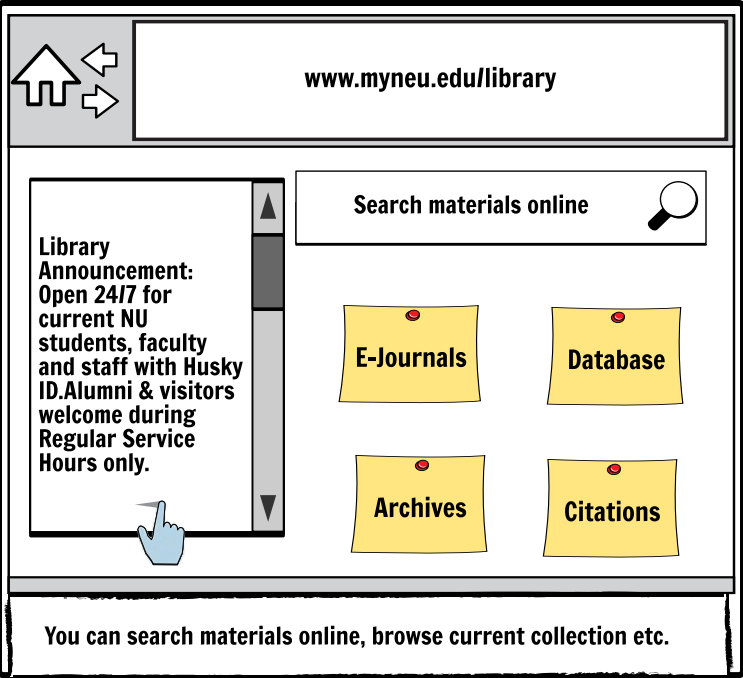 www.myneu.edu/library
Search materials online
Library
Announcement:
Open 24/7 for
current NU
students, faculty
and staff with Husky
ID.Alumni & visitors
welcome during
Regular Service
Hours only.
E-Journals
Database
Archives
Citations
You can search materials online, browse current collection etc.